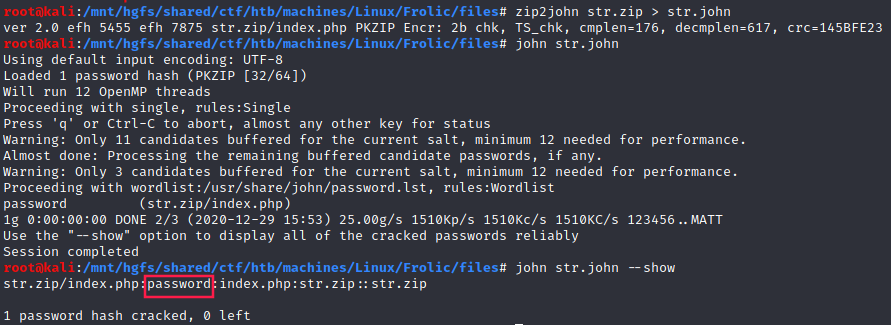 root@kali:/mnt/hgfs/shared/ctf/htb/machines/Linux/Frolic/files# zip2john str.zip > str.john
ver 2.0 efh 5455 efh 7875 str.zip/index.php PKZIP Encr: 2b chk, TS_chk, cmplen=176, decmplen=617, crc=145BFE23
root@kali:/mnt/hgfs/shared/ctf/htb/machines/Linux/Frolic/files# john str.john
Using default input encoding: UTF-8
Loaded 1 password hash (PKZIP [32/64])
Will run 12 OpenMP threads
Proceeding with single, rules:Single
Press 'q' or Ctrl-C to abort, almost any other key for status
Warning: Only 11 candidates buffered for the current salt, minimum 12 needed for performance.
Almost done: Processing the remaining buffered candidate passwords, if any.
Warning: Only 3 candidates buffered for the current salt, minimum 12 needed for performance.
Proceeding with wordlist:/usr/share/john/password.lst, rules:Wordlist
password         (str.zip/index.php)
1g 0:00:00:00 DONE 2/3 (2020-12-29 15:53) 25.00g/s 1510Kp/s 1510Kc/s 1510KC/s 123456..MATT
Use the "--show" option to display all of the cracked passwords reliably
Session completed
root@kali:/mnt/hgfs/shared/ctf/htb/machines/Linux/Frolic/files# john str.john --show
str.zip/index.php:password:index.php:str.zip::str.zip
1 password hash cracked, 0 left